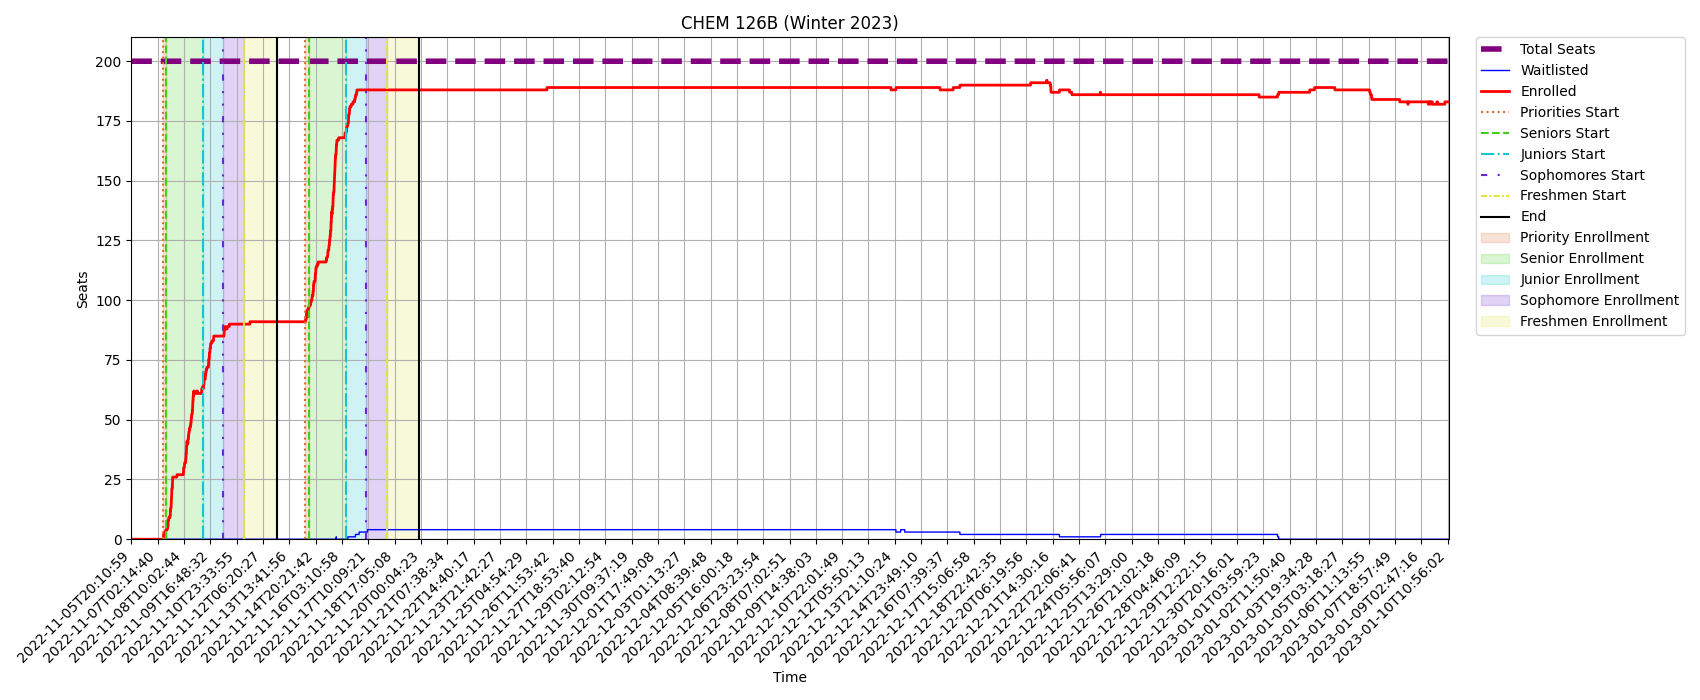 CHEM 126B (Winter 2023)
Seats
200
175
150
125
100
75
50
25
0
2022-11-05T20:10:59
2022-11-07T02:14:40
2022-11-08T10:02:44
2022-11-09T16:48:32
2022-11-10T23:33:55
2022-11-12T06:20:27
2022-11-13T13:41:56
2022-11-14T20:21:42
2022-11-16T03:10:58
2022-11-17T10:09:21
2022-11-18T17:05:08
2022-11-20T00:04:23
2022-11-21T07:38:34
2022-11-22T14:40:17
2022-11-23T21:42:27
2022-11-25T04:54:29
2022-11-26T11:53:42
2022-11-27T18:53:40
2022-11-29T02:12:54
2022-11-30T09:37:19
2022-12-01T17:49:08
2022-12-03T01:13:27
2022-12-04T08:39:48
2022-12-05T16:00:18
2022-12-06T23:23:54
2022-12-08T07:02:51
2022-12-09T14:38:03
2022-12-10T22:01:49
2022-12-12T05:50:13
2022-12-13T21:10:24
2022-12-14T23:49:10
2022-12-16T07:39:37
2022-12-17T15:06:58
2022-12-18T22:42:35
2022-12-20T06:19:56
2022-12-21T14:30:16
2022-12-22T22:06:41
2022-12-24T05:56:07
2022-12-25T13:29:00
2022-12-26T21:02:18
2022-12-28T04:46:09
2022-12-29T12:22:15
2022-12-30T20:16:01
2023-01-01T03:59:23
2023-01-02T11:50:40
2023-01-03T19:34:28
2023-01-05T03:18:27
2023-01-06T11:13:55
2023-01-07T18:57:49
2023-01-09T02:47:16
2023-01-10T10:56:02
Time
Total Seats
Waitlisted
Enrolled
Priorities Start
Seniors Start
Juniors Start
Sophomores Start
Freshmen Start
End
Priority Enrollment
Senior Enrollment
Junior Enrollment
Sophomore Enrollment
Freshmen Enrollment